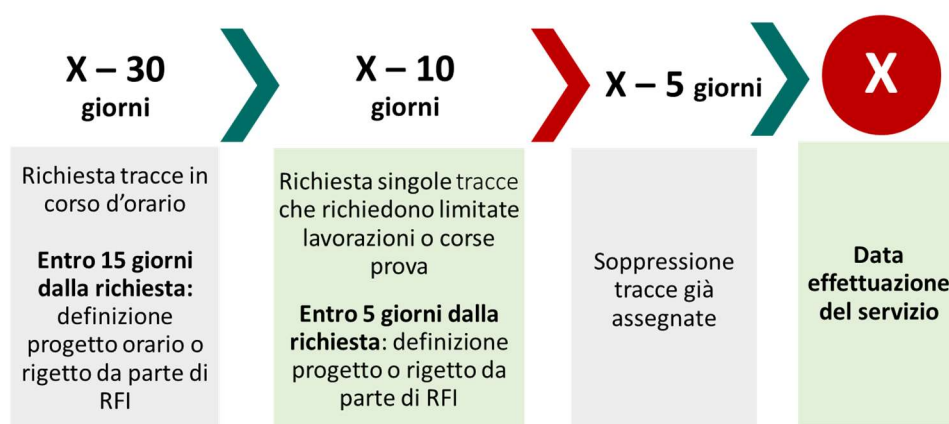 X – 30
giorni
X – 10
giorni
X – 5 giorni
X
Richiesta tracce in
corso d'orario
Entro 15 giorni
dalla richiesta:
definizione
progetto orario o
rigetto da parte di
RFI
Richiesta singole tracce
che richiedono limitate
lavorazioni o corse
prova
Entro 5 giorni dalla
richiesta: definizione
progetto o rigetto da
parte di RFI
Soppressione
tracce già
assegnate
Data
effettuazione
del servizio